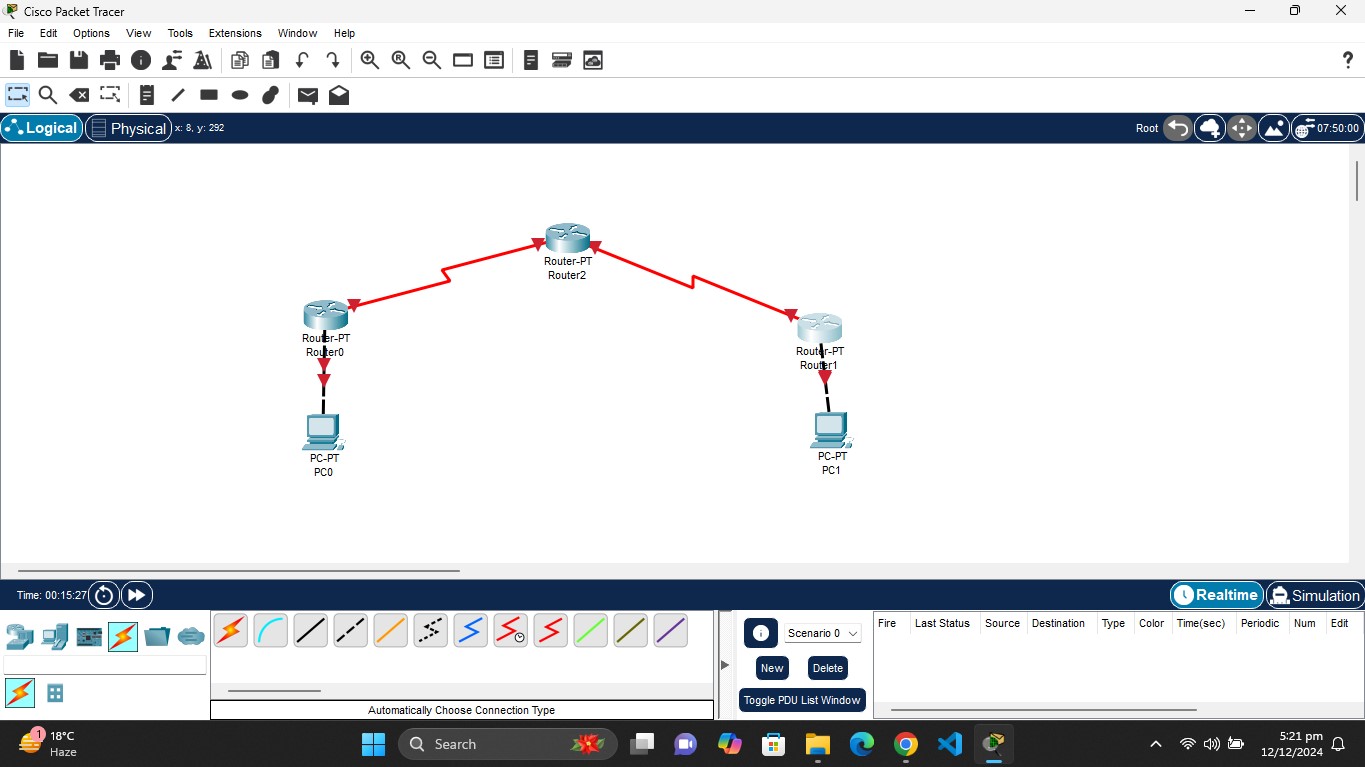 Cisco Packet Tracer
File Edit Options View Tools Extensions Window Help
Logical Physical x: 8, y: 292 Root 07:50:00
Router-PT
Router2
Router-PT
Router0
Router-PT
Router1
PC-PT
PC0
PC-PT
PC1
Time: 00:15:27 Realtime Simulation
Scenario 0
New Delete
Toggle PDU List Window
Fire Last Status Source Destination Type Color Time(sec) Periodic Num Edit
Automatically Choose Connection Type
1
18°C
Haze
Search
5:21 pm
12/12/2024